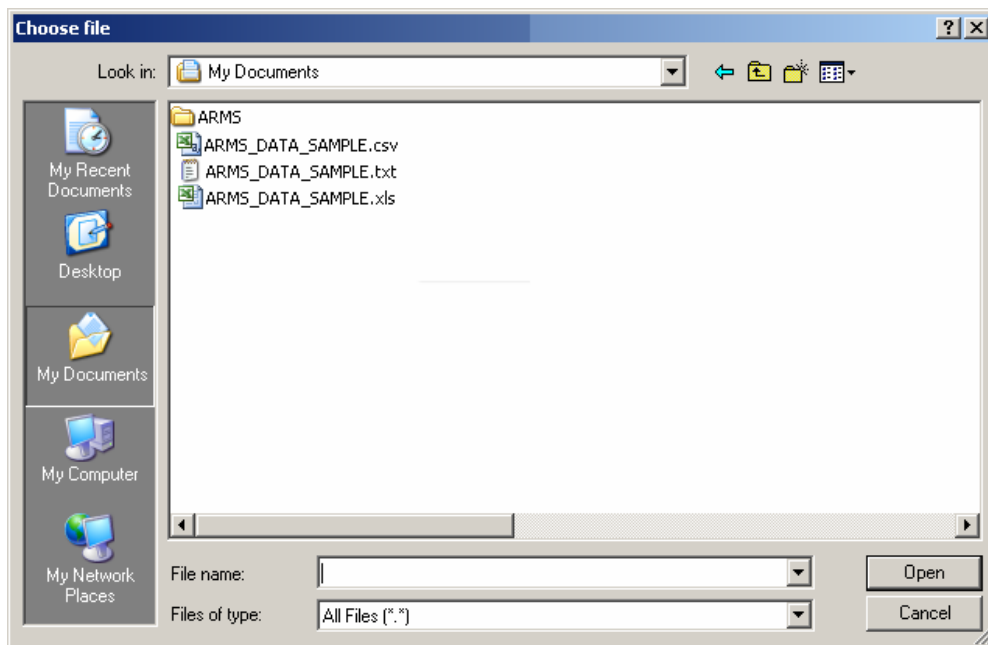 Choose file
Look in:
My Documents
My Recent
Documents
Desktop
My Documents
My Computer
My Network
Places
ARMS
ARMS_DATA_SAMPLE.csv
ARMS_DATA_SAMPLE.txt
ARMS_DATA_SAMPLE.xls
File name:
Open
Files of type:
All Files (*.*)
Cancel